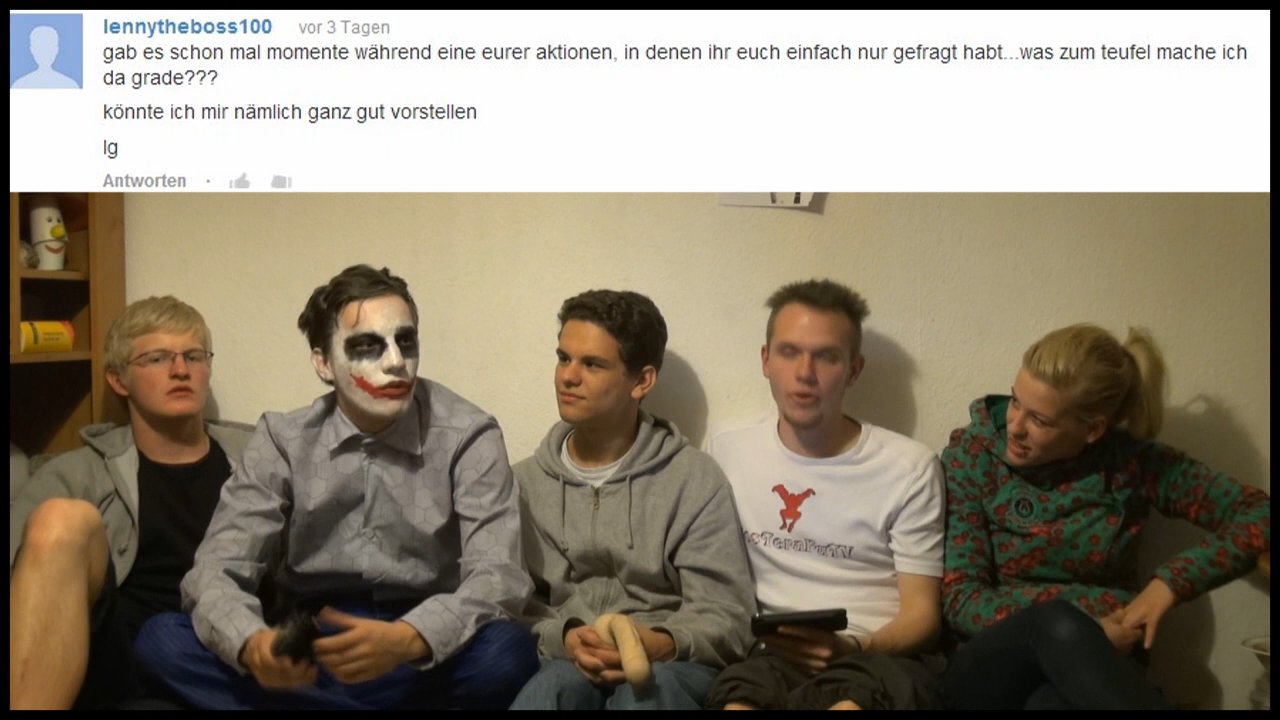 lennytheboss100 vor 3 Tagen
gab es schon mal momente während eine eurer aktionen, in denen ihr euch einfach nur gefragt habt...was zum teufel mache ich
da grade???
könnte ich mir nämlich ganz gut vorstellen
lg
Antworten ·